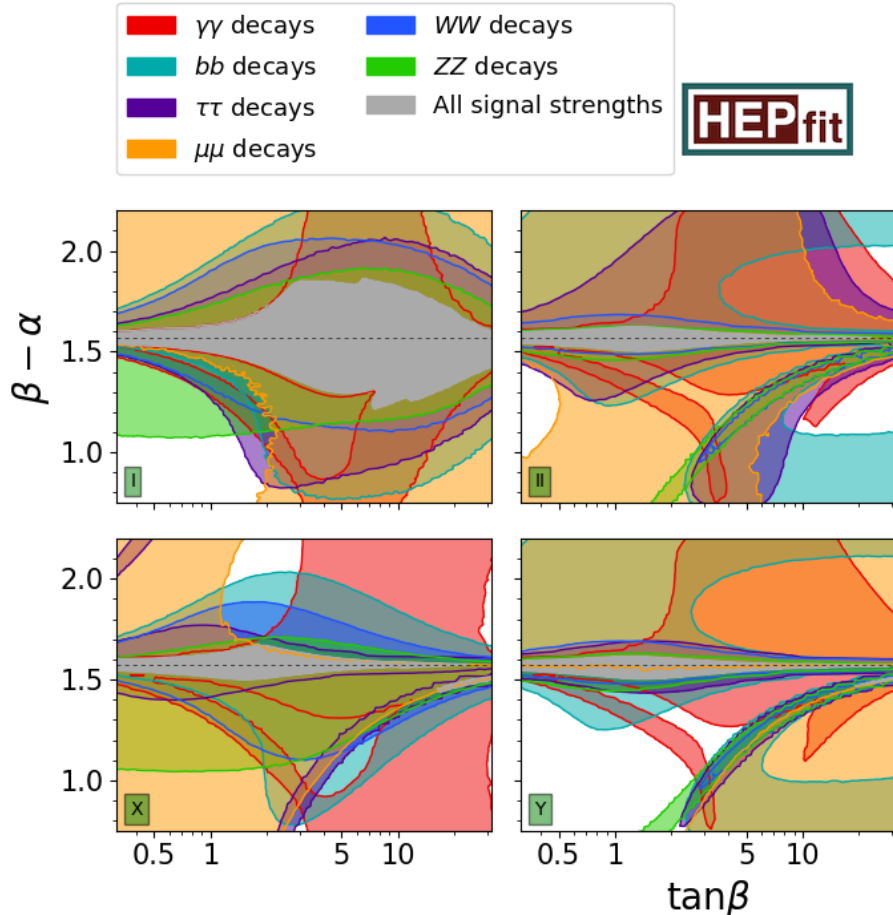 γγ decays
bb decays
ττ decays
μμ decays
WW decays
ZZ decays
All signal strengths
HEPfit
2.0
1.5
1.0
I
II
β − α
2.0
1.5
1.0
X
Y
0.5 1 5 10
0.5 1 5 10
tanβ